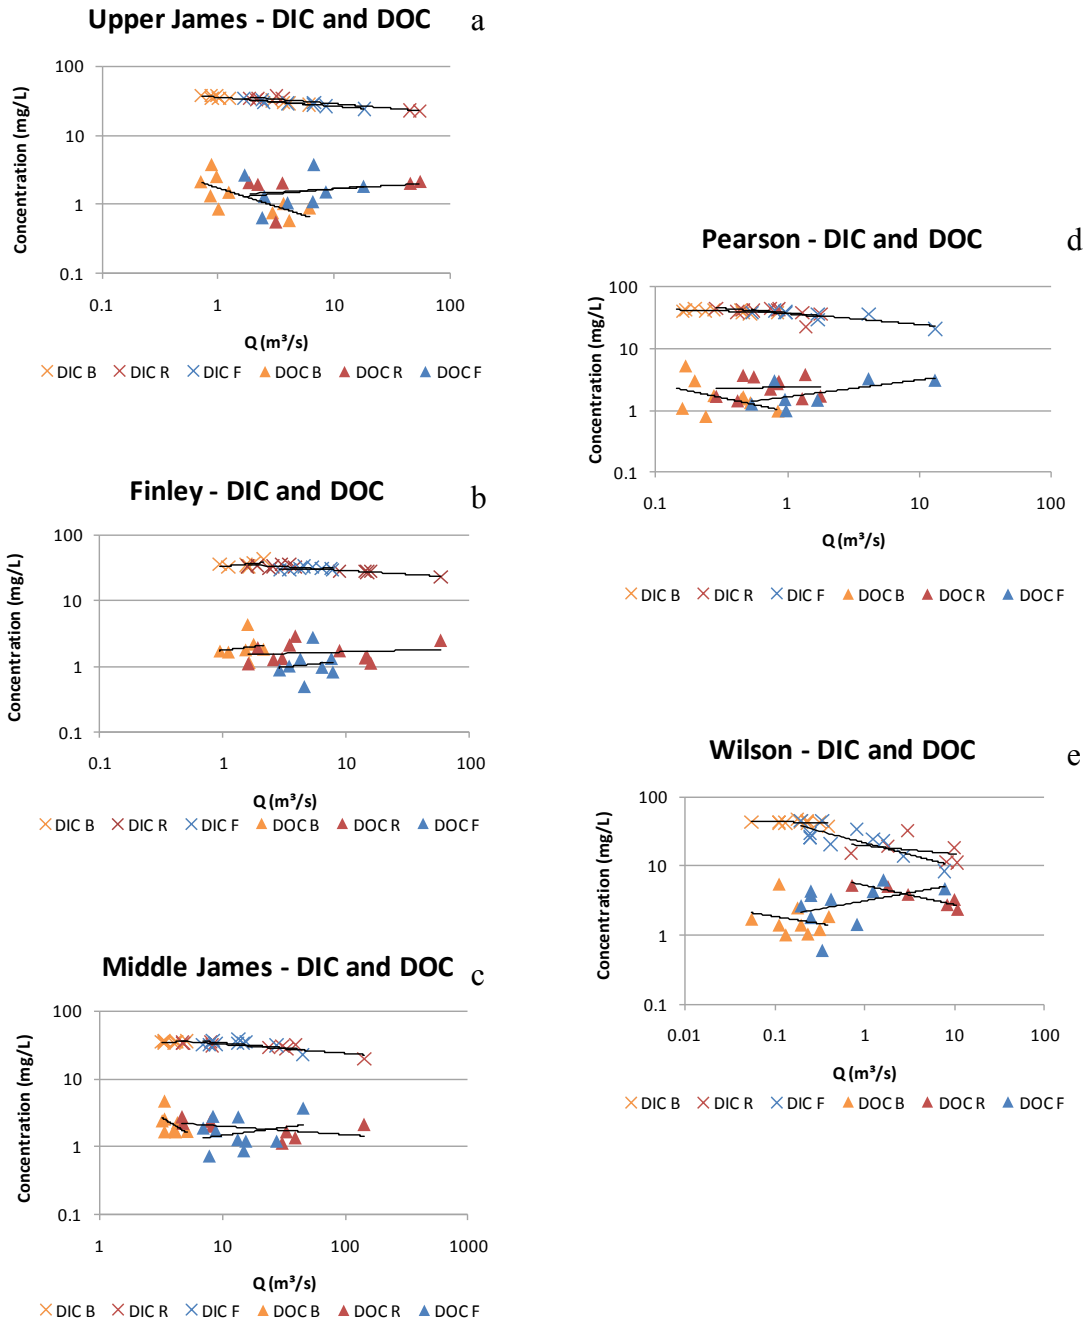 Upper James - DIC and DOC
a
Concentration (mg/L)
100
10
1
0.1
0.1
1
10
100
Q (m³/s)
DIC B DIC R DIC F DOC B DOC R DOC F
Finley - DIC and DOC
b
Concentration (mg/L)
100
10
1
0.1
0.1
1
10
100
Q (m³/s)
DIC B DIC R DIC F DOC B DOC R DOC F
Middle James - DIC and DOC
c
Concentration (mg/L)
100
10
1
0.1
1
10
100
1000
Q (m³/s)
DIC B DIC R DIC F DOC B DOC R DOC F
Pearson - DIC and DOC
d
Concentration (mg/L)
100
10
1
0.1
0.1
1
10
100
Q (m³/s)
DIC B DIC R DIC F DOC B DOC R DOC F
Wilson - DIC and DOC
e
Concentration (mg/L)
100
10
1
0.1
0.01
0.1
1
10
100
Q (m³/s)
DIC B DIC R DIC F DOC B DOC R DOC F